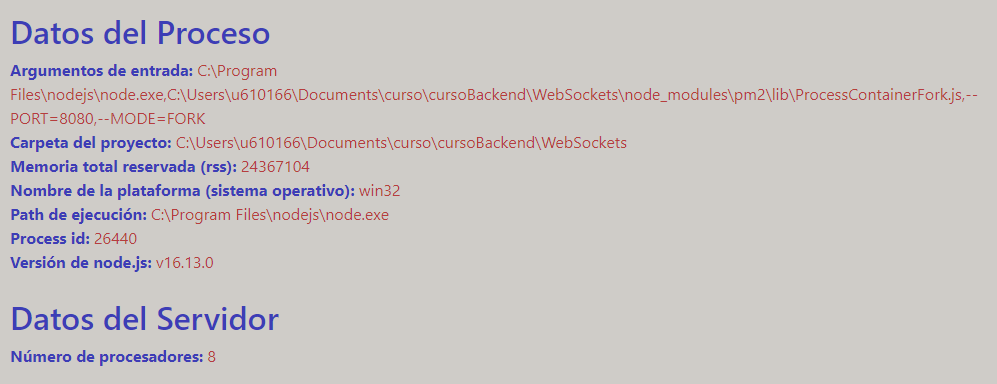 Datos del Proceso
Argumentos de entrada: C:\Program
Files\nodejs\node.exe,C:\Users\u610166\Documents\curso\cursoBackend\WebSockets\node_modules\pm2\lib\ProcessContainerFork.js,--
PORT=8080,--MODE=FORK
Carpeta del proyecto: C:\Users\u610166\Documents\curso\cursoBackend\WebSockets
Memoria total reservada (rss): 24367104
Nombre de la plataforma (sistema operativo): win32
Path de ejecución: C:\Program Files\nodejs\node.exe
Process id: 26440
Versión de node.js: v16.13.0
Datos del Servidor
Número de procesadores: 8